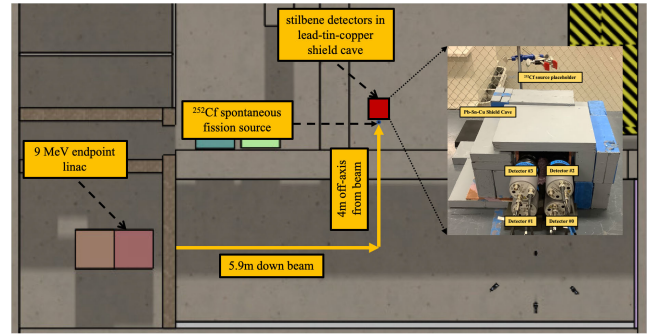 stilbene detectors in
lead-tin-copper
shield cave
²⁵²Cf spontaneous
fission source
9 MeV endpoint
linac
4m off-axis
from beam
5.9m down beam
²⁵²Cf source placeholder
Pb-Sn-Cu Shield Cave
Detector #3
Detector #2
Detector #1
Detector #0